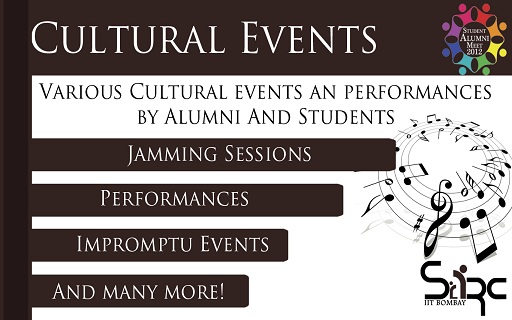 CULTURAL EVENTS
STUDENT
ALUMNI
MEET
2012
VARIOUS CULTURAL EVENTS AN PERFORMANCES
BY ALUMNI AND STUDENTS
JAMMING SESSIONS
PERFORMANCES
IMPROMPTU EVENTS
AND MANY MORE!
IIT BOMBAY